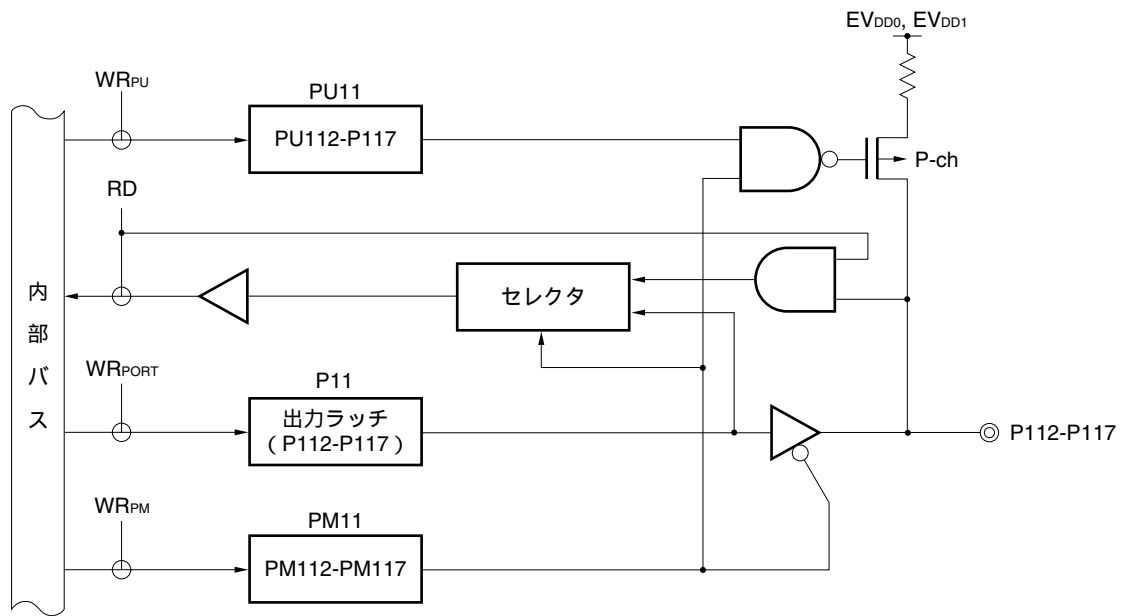 EVDD0, EVDD1
WRPU
PU11
PU112-P117
P-ch
RD
セレクタ
内部バス
WRPORT
P11
出力ラッチ
(P112-P117)
P112-P117
WRPM
PM11
PM112-PM117